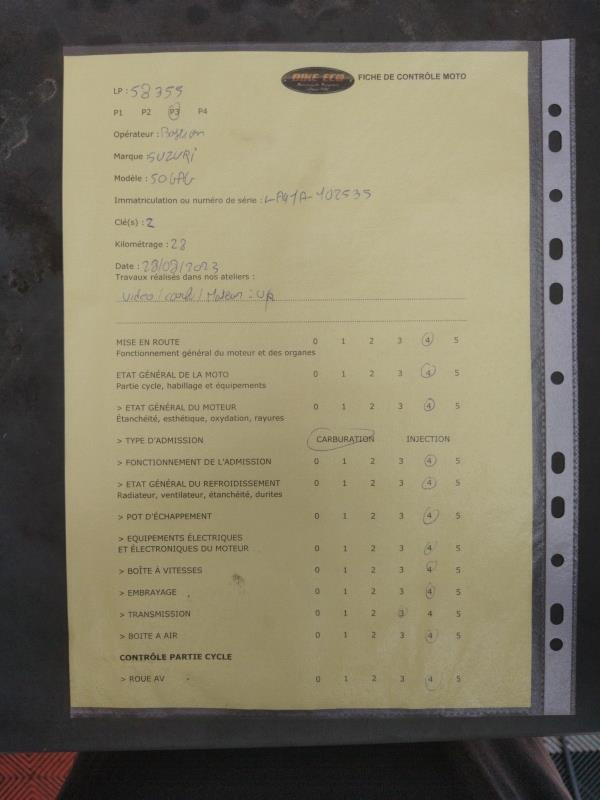 BIKE ECO FICHE DE CONTRÔLE MOTO
LP : 58355
P1 P2 P3 P4
Opérateur :
Marque : SUZUKI
Modèle :
Immatriculation ou numéro de série : LA41A-102535
Clé(s) : 2
Kilométrage : 28
Date : 28/08/2023
Travaux réalisés dans nos ateliers :
video / carbu / Moteur : UP
MISE EN ROUTE 0 1 2 3 4 5
Fonctionnement général du moteur et des organes
ETAT GÉNÉRAL DE LA MOTO 0 1 2 3 4 5
Partie cycle, habillage et équipements
> ETAT GÉNÉRAL DU MOTEUR 0 1 2 3 4 5
Étanchéité, esthétique, oxydation, rayures
> TYPE D'ADMISSION CARBURATION INJECTION
> FONCTIONNEMENT DE L'ADMISSION 0 1 2 3 4 5
> ETAT GÉNÉRAL DU REFROIDISSEMENT 0 1 2 3 4 5
Radiateur, ventilateur, étanchéité, durites
> POT D'ÉCHAPPEMENT 0 1 2 3 4 5
> EQUIPEMENTS ÉLECTRIQUES
ET ÉLECTRONIQUES DU MOTEUR 0 1 2 3 4 5
> BOÎTE À VITESSES 0 1 2 3 4 5
> EMBRAYAGE 0 1 2 3 4 5
> TRANSMISSION 0 1 2 3 4 5
> BOITE A AIR 0 1 2 3 4 5
CONTRÔLE PARTIE CYCLE
> ROUE AV 0 1 2 3 4 5